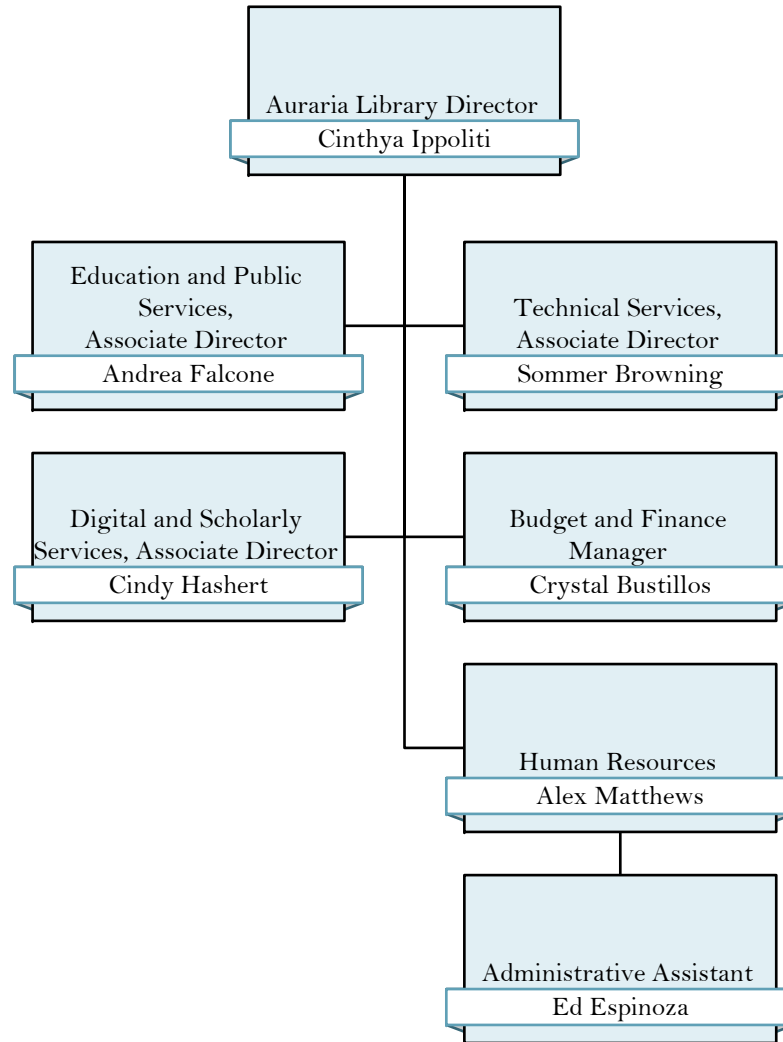 Auraria Library Director
Cinthya Ippoliti
Education and Public
Services,
Associate Director
Andrea Falcone
Technical Services,
Associate Director
Sommer Browning
Digital and Scholarly
Services, Associate Director
Cindy Hashert
Budget and Finance
Manager
Crystal Bustillos
Human Resources
Alex Matthews
Administrative Assistant
Ed Espinoza